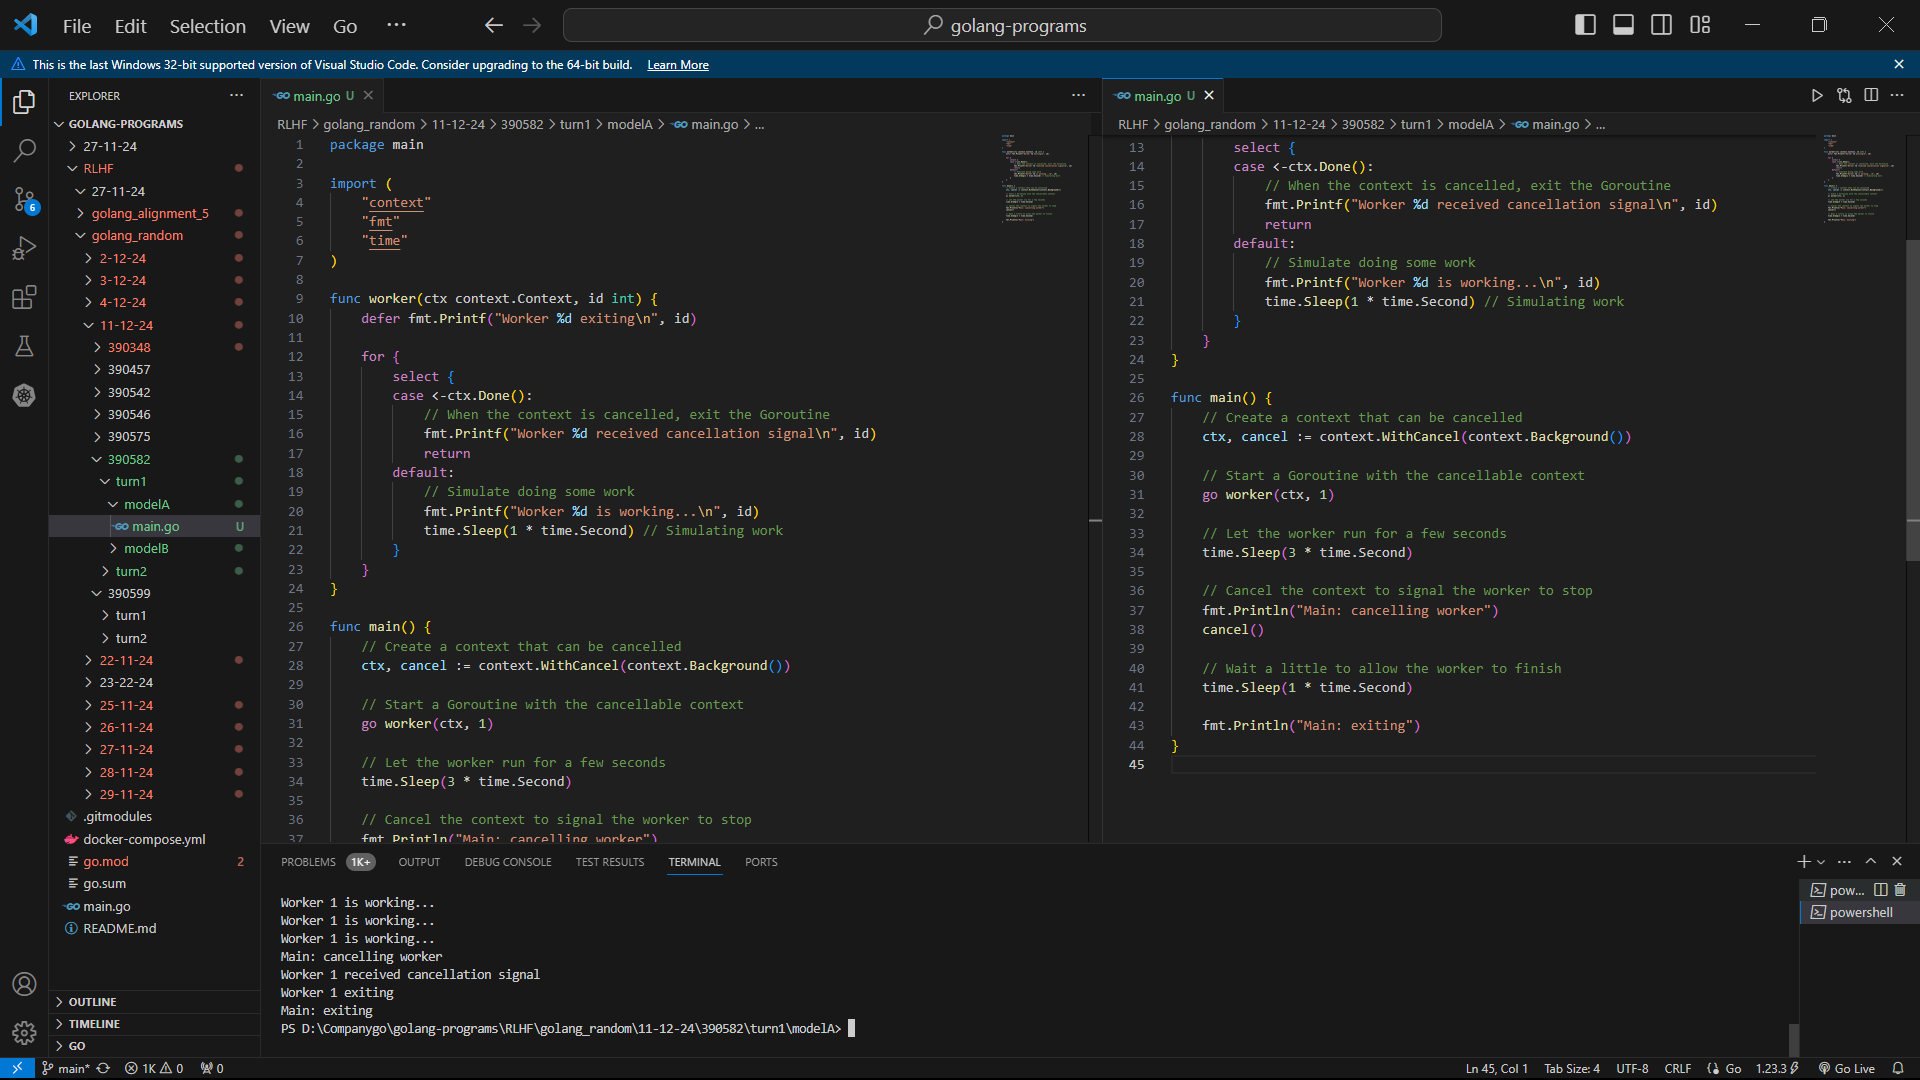 File Edit Selection View Go ··· golang-programs
This is the last Windows 32-bit supported version of Visual Studio Code. Consider upgrading to the 64-bit build. Learn More
EXPLORER
GOLANG-PROGRAMS
27-11-24
RLHF
27-11-24
golang_alignment_5
golang_random
2-12-24
3-12-24
4-12-24
11-12-24
390348
390457
390542
390546
390575
390582
turn1
modelA
main.go U
modelB
turn2
390599
turn1
turn2
22-11-24
23-22-24
25-11-24
26-11-24
27-11-24
28-11-24
29-11-24
.gitmodules
docker-compose.yml
go.mod 2
go.sum
main.go
README.md
OUTLINE
TIMELINE
GO
6
main.go U
RLHF > golang_random > 11-12-24 > 390582 > turn1 > modelA > main.go > ...
1 package main
2
3 import (
4 "context"
5 "fmt"
6 "time"
7 )
8
9 func worker(ctx context.Context, id int) {
10 defer fmt.Printf("Worker %d exiting\n", id)
11
12 for {
13 select {
14 case <-ctx.Done():
15 // When the context is cancelled, exit the Goroutine
16 fmt.Printf("Worker %d received cancellation signal\n", id)
17 return
18 default:
19 // Simulate doing some work
20 fmt.Printf("Worker %d is working...\n", id)
21 time.Sleep(1 * time.Second) // Simulating work
22 }
23 }
24 }
25
26 func main() {
27 // Create a context that can be cancelled
28 ctx, cancel := context.WithCancel(context.Background())
29
30 // Start a Goroutine with the cancellable context
31 go worker(ctx, 1)
32
33 // Let the worker run for a few seconds
34 time.Sleep(3 * time.Second)
35
36 // Cancel the context to signal the worker to stop
37 fmt.Println("Main: cancelling worker")
main.go U
RLHF > golang_random > 11-12-24 > 390582 > turn1 > modelA > main.go > ...
13 select {
14 case <-ctx.Done():
15 // When the context is cancelled, exit the Goroutine
16 fmt.Printf("Worker %d received cancellation signal\n", id)
17 return
18 default:
19 // Simulate doing some work
20 fmt.Printf("Worker %d is working...\n", id)
21 time.Sleep(1 * time.Second) // Simulating work
22 }
23 }
24 }
25
26 func main() {
27 // Create a context that can be cancelled
28 ctx, cancel := context.WithCancel(context.Background())
29
30 // Start a Goroutine with the cancellable context
31 go worker(ctx, 1)
32
33 // Let the worker run for a few seconds
34 time.Sleep(3 * time.Second)
35
36 // Cancel the context to signal the worker to stop
37 fmt.Println("Main: cancelling worker")
38 cancel()
39
40 // Wait a little to allow the worker to finish
41 time.Sleep(1 * time.Second)
42
43 fmt.Println("Main: exiting")
44 }
45
PROBLEMS 1K+ OUTPUT DEBUG CONSOLE TEST RESULTS TERMINAL PORTS
Worker 1 is working...
Worker 1 is working...
Worker 1 is working...
Main: cancelling worker
Worker 1 received cancellation signal
Worker 1 exiting
Main: exiting
PS D:\Companygo\golang-programs\RLHF\golang_random\11-12-24\390582\turn1\modelA>
pow...
powershell
main* 1K 0 0 Ln 45, Col 1 Tab Size: 4 UTF-8 CRLF Go 1.23.3 Go Live